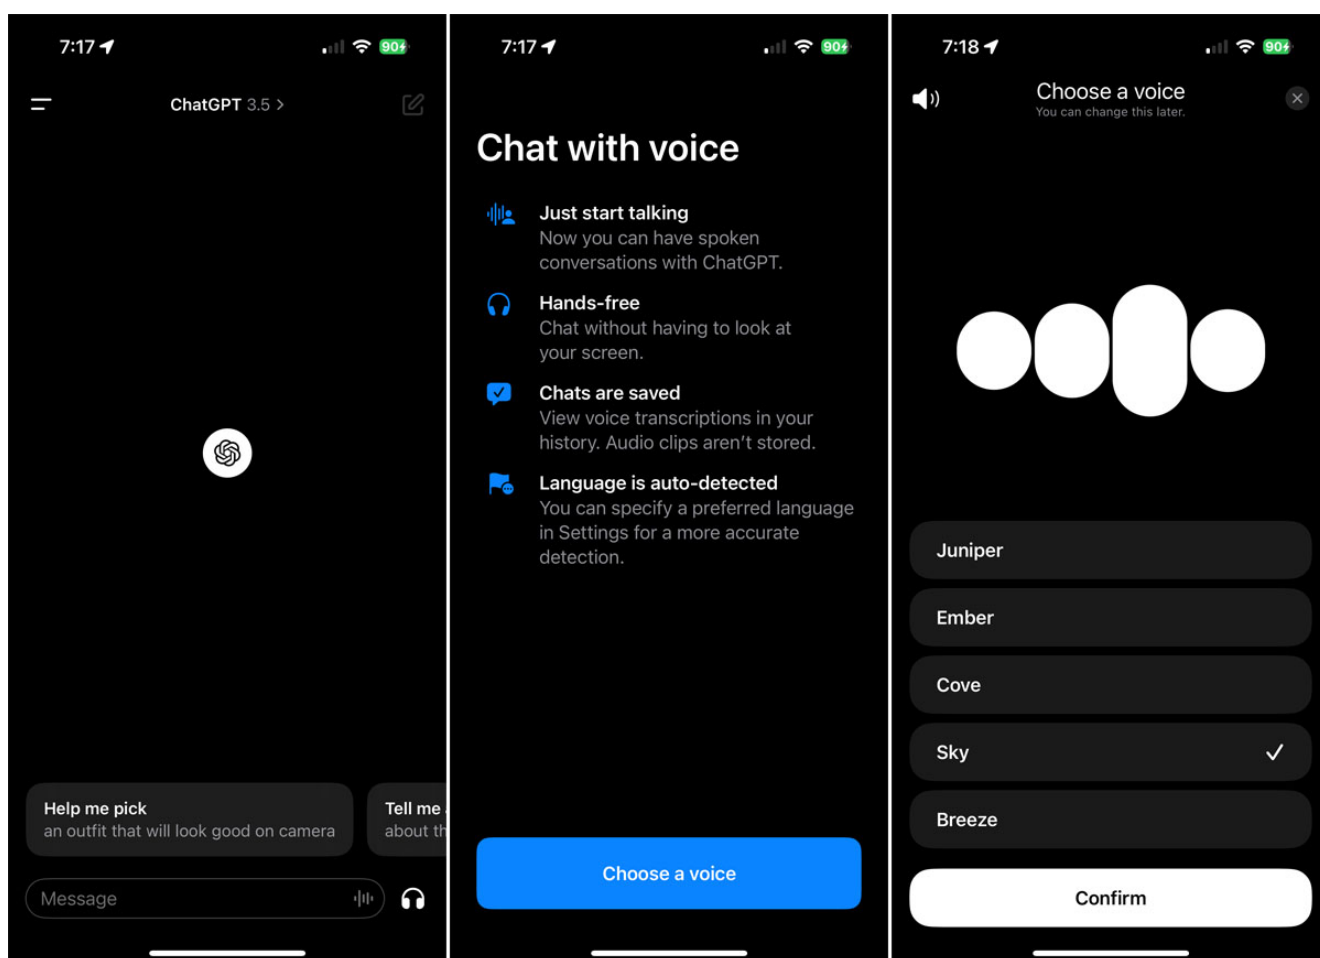 7:17
90
ChatGPT 3.5 >
Help me pick
an outfit that will look good on camera
Tell me
about th
Message
7:17
90
Chat with voice
Just start talking
Now you can have spoken
conversations with ChatGPT.
Hands-free
Chat without having to look at
your screen.
Chats are saved
View voice transcriptions in your
history. Audio clips aren't stored.
Language is auto-detected
You can specify a preferred language
in Settings for a more accurate
detection.
Choose a voice
7:18
90
Choose a voice
You can change this later.
Juniper
Ember
Cove
Sky
Breeze
Confirm